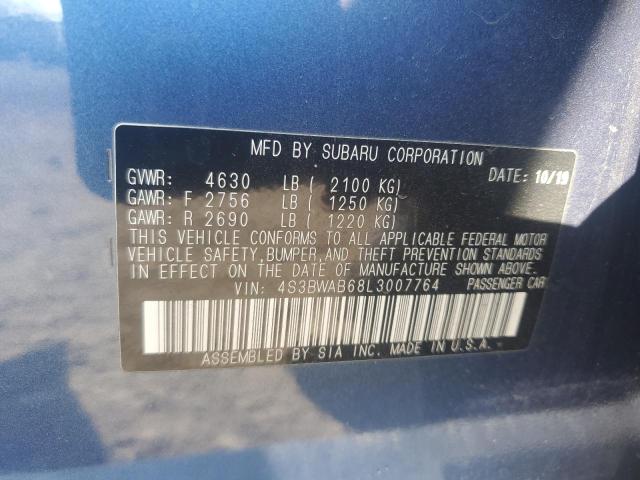 MFD BY SUBARU CORPORATION
DATE: 10/19
GVWR: 4630 LB ( 2100 KG)
GAWR: F 2756 LB ( 1250 KG)
GAWR: R 2690 LB ( 1220 KG)
THIS VEHICLE CONFORMS TO ALL APPLICABLE FEDERAL MOTOR
VEHICLE SAFETY, BUMPER, AND THEFT PREVENTION STANDARDS
IN EFFECT ON THE DATE OF MANUFACTURE SHOWN ABOVE.
VIN: 4S3BWAB68L3007764 PASSENGER CAR
ASSEMBLED BY SIA INC. MADE IN U.S.A.